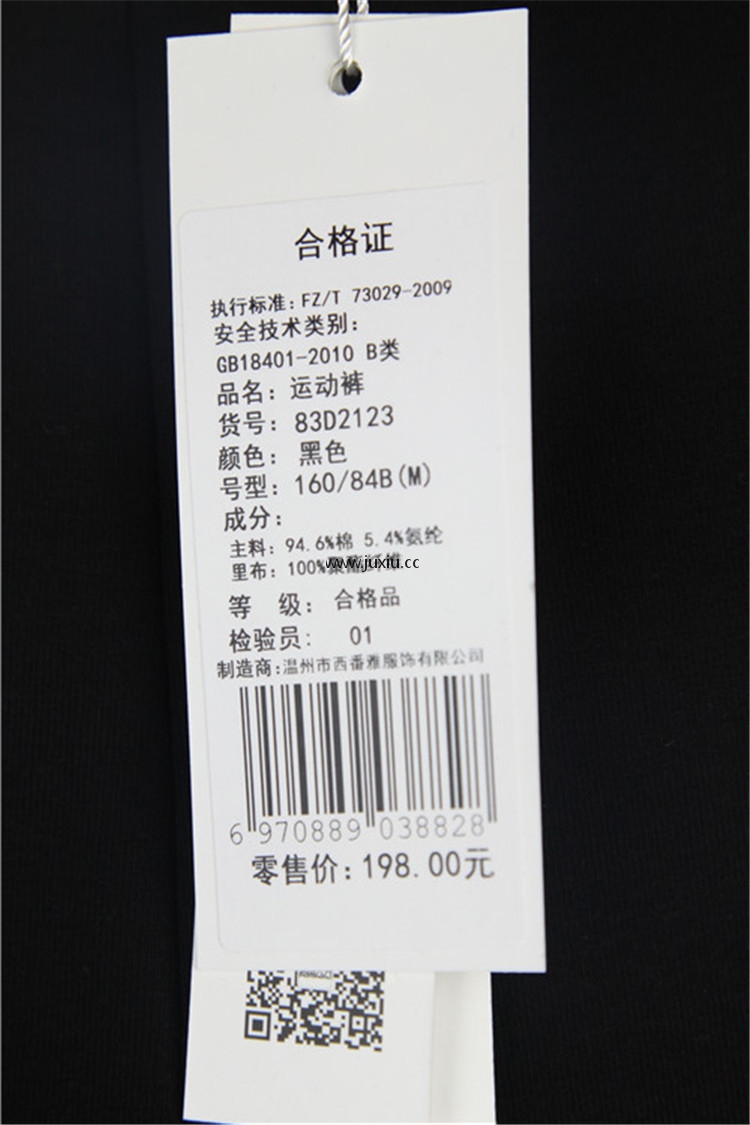 合格证
执行标准：FZ/T 73029-2009
安全技术类别：
GB18401-2010 B类
品名：运动裤
货号：83D2123
颜色：黑色
号型：160/84B(M)
成分：
主料：94.6%棉 5.4%氨纶
里布：100%聚酯纤维
www.juxiu.cc
等 级：合格品
检验员： 01
制造商：温州市西番雅服饰有限公司
6 970889 038828
零售价：198.00元